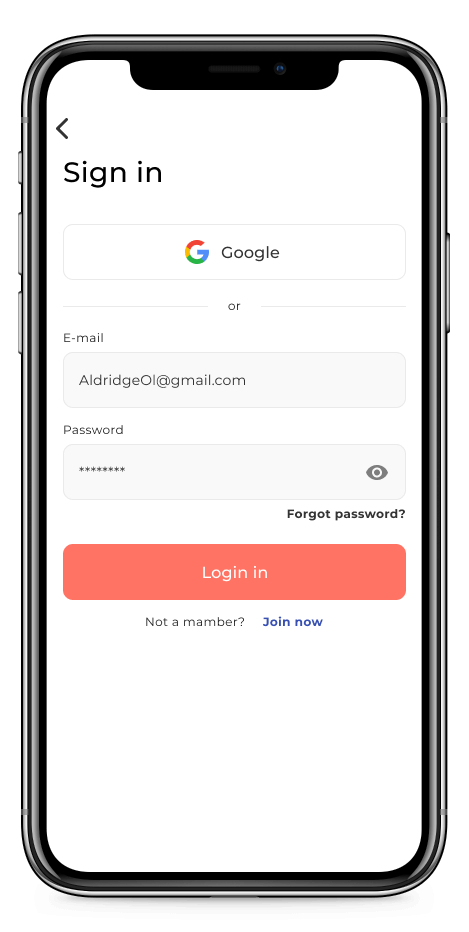 Sign in
Google
or
E-mail
AldridgeOl@gmail.com
Password
********
Forgot password?
Login in
Not a mamber? Join now